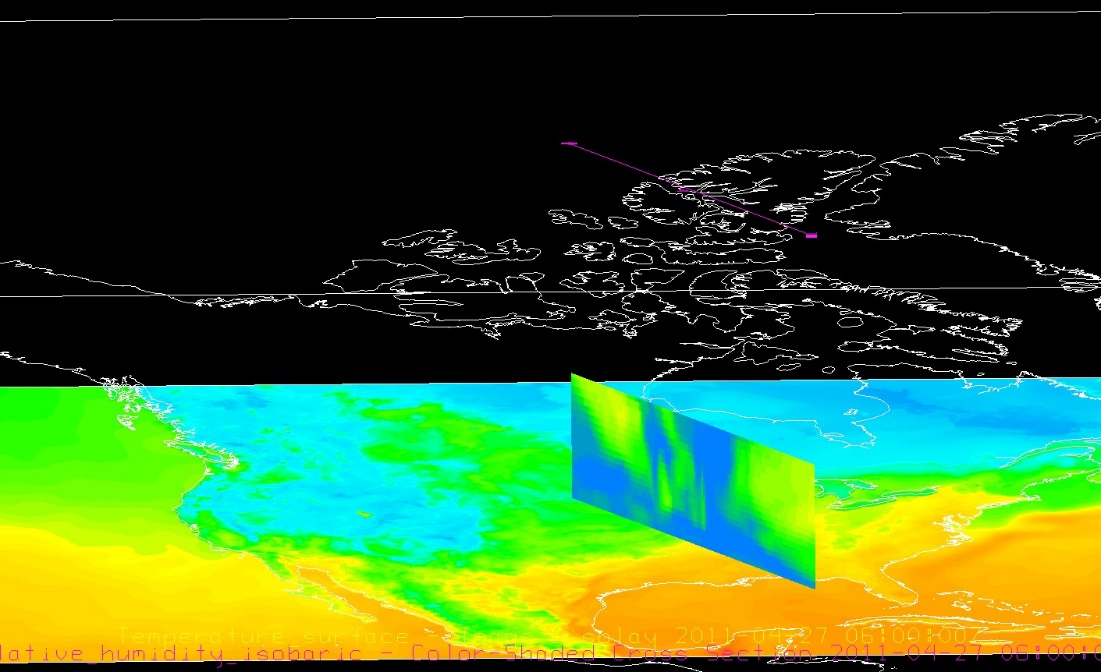 Temperature_surface - Image Display 2011-04-27 06:00:00Z
lative_humidity_isobaric - Color-Shaded Cross Section 2011-04-27 06:00:0